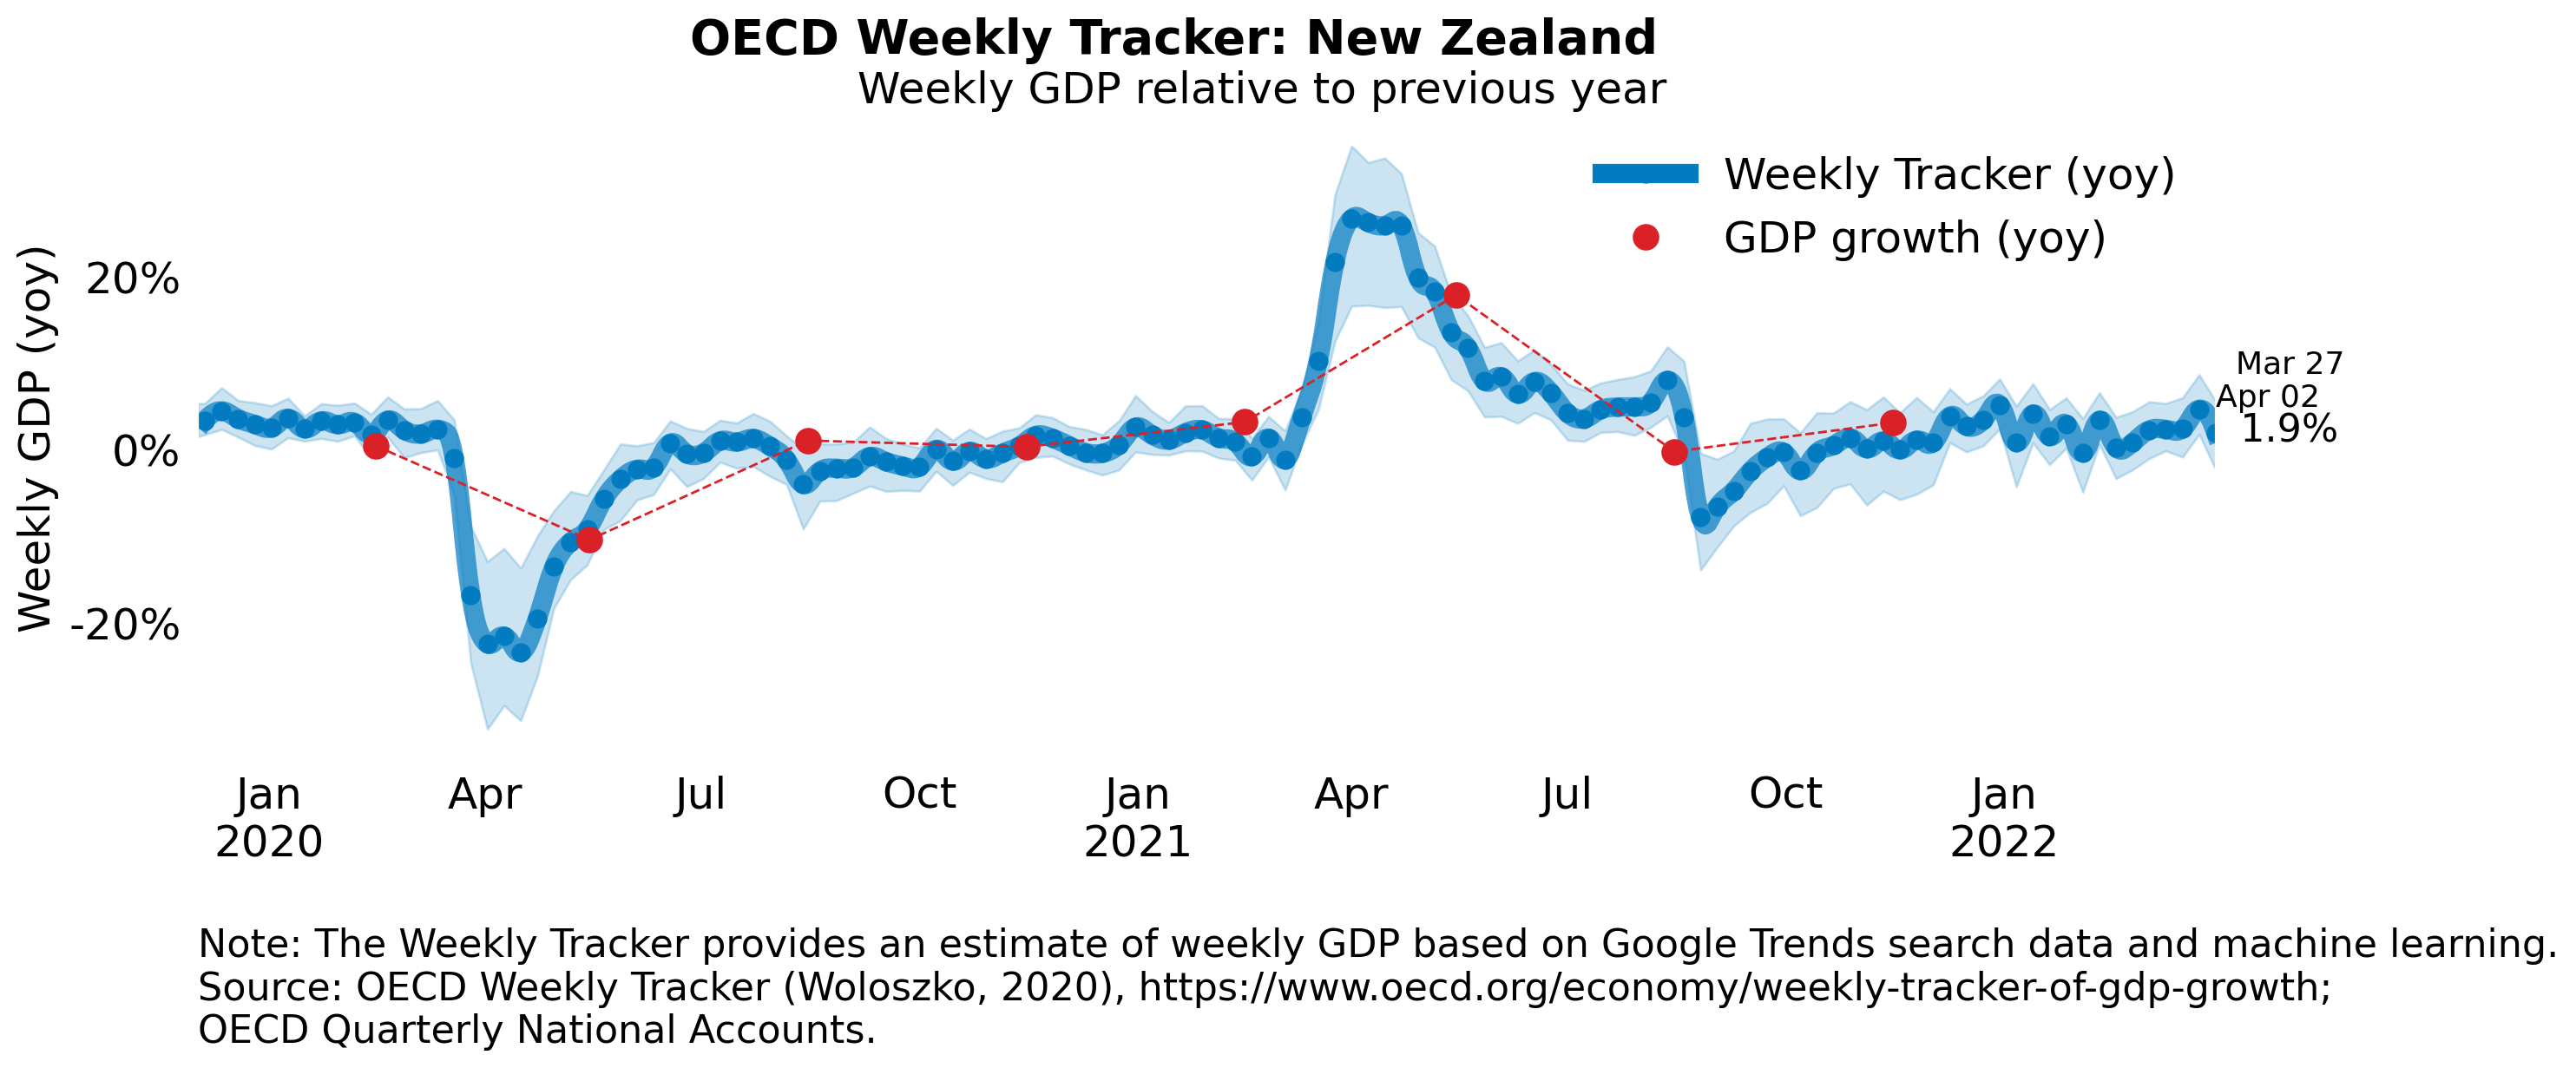 OECD Weekly Tracker: New Zealand
Weekly GDP relative to previous year
Weekly Tracker (yoy)
GDP growth (yoy)
Weekly GDP (yoy)
20%
0%
-20%
Mar 27
Apr 02
1.9%
Jan Apr Jul Oct Jan Apr Jul Oct Jan
2020 2021 2022
Note: The Weekly Tracker provides an estimate of weekly GDP based on Google Trends search data and machine learning.
Source: OECD Weekly Tracker (Woloszko, 2020), https://www.oecd.org/economy/weekly-tracker-of-gdp-growth;
OECD Quarterly National Accounts.